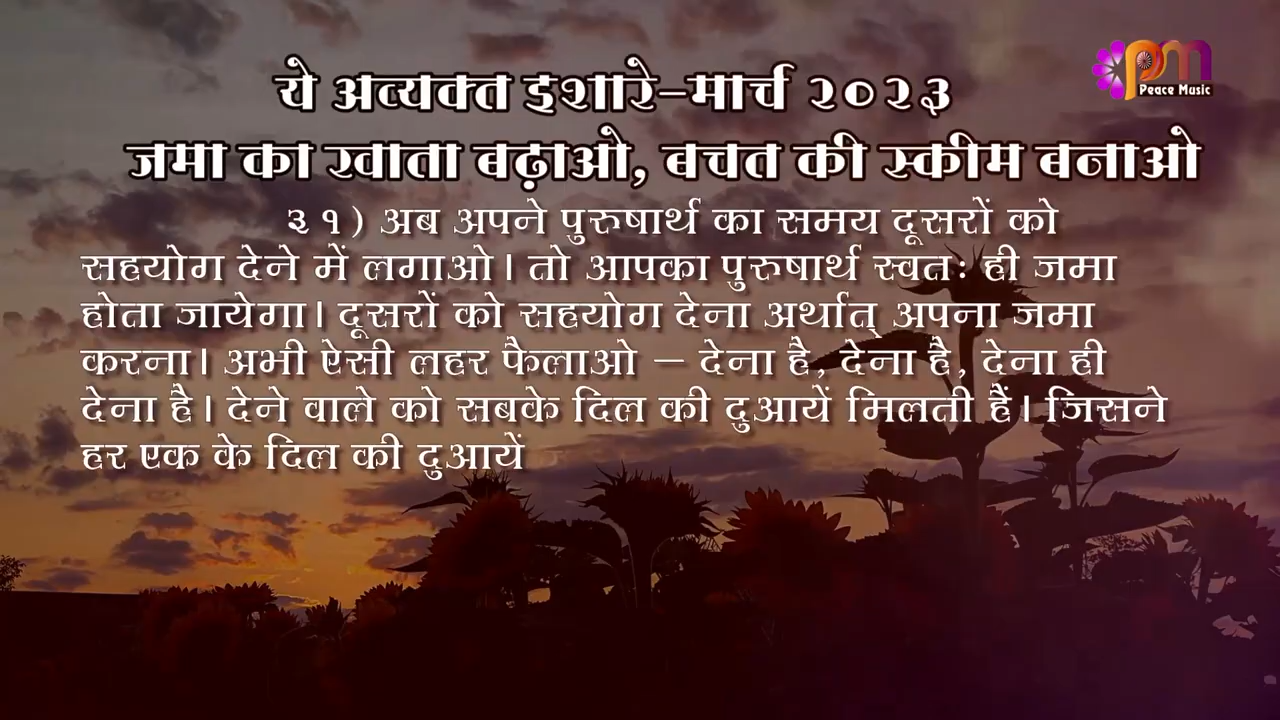 pm
Peace Music
ये अव्यक्त इशारे-मार्च २०२३
जमा का खाता बढ़ाओ, बचत की स्कीम बनाओ
३१) अब अपने पुरुषार्थ का समय दूसरों को
सहयोग देने में लगाओ। तो आपका पुरुषार्थ स्वतः ही जमा
होता जायेगा। दूसरों को सहयोग देना अर्थात् अपना जमा
करना। अभी ऐसी लहर फैलाओ – देना है, देना है, देना ही
देना है। देने वाले को सबके दिल की दुआयें मिलती हैं। जिसने
हर एक के दिल की दुआयें